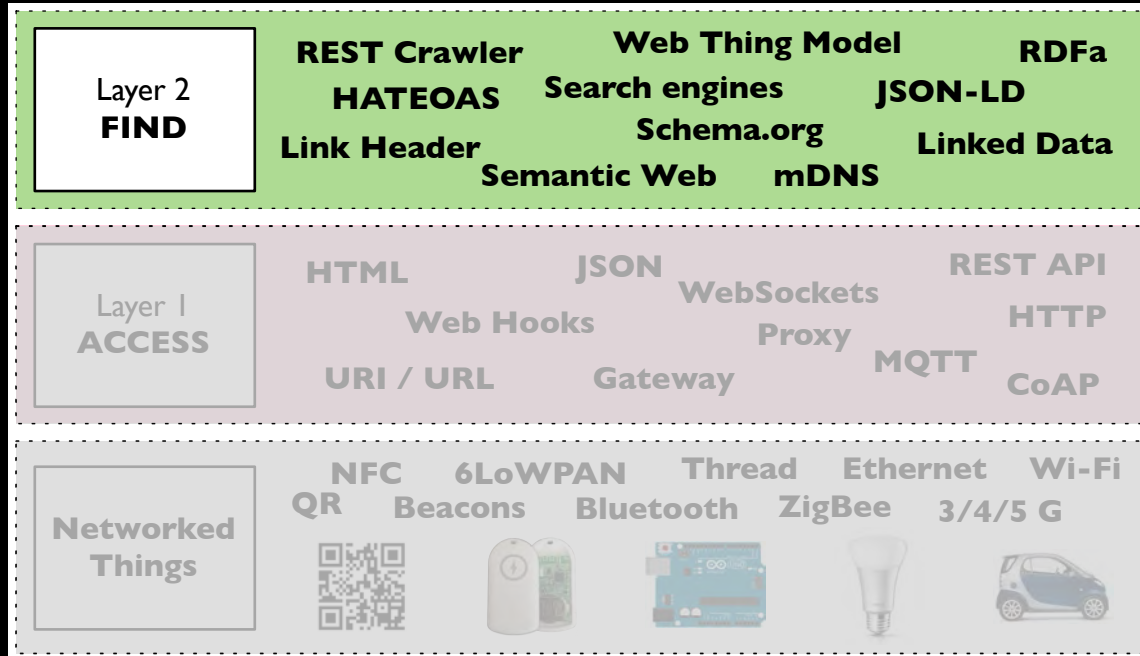 Layer 2
FIND
REST Crawler
Web Thing Model
RDFa
HATEOAS
Search engines
JSON-LD
Link Header
Schema.org
Linked Data
Semantic Web
mDNS
Layer 1
ACCESS
HTML
JSON
REST API
WebSockets
Web Hooks
Proxy
HTTP
URI / URL
Gateway
MQTT
CoAP
Networked
Things
NFC
6LoWPAN
Thread
Ethernet
Wi-Fi
QR
Beacons
Bluetooth
ZigBee
3/4/5 G